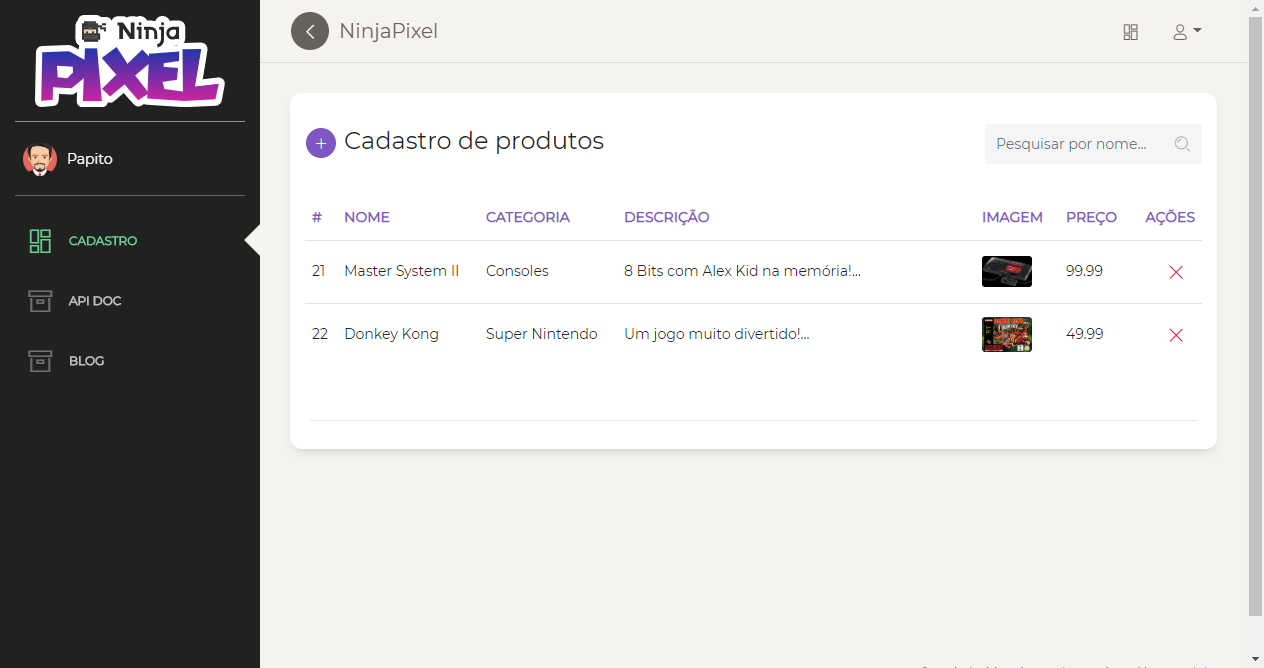 Ninja
PIXEL
NinjaPixel
Papito
CADASTRO
API DOC
BLOG
+ Cadastro de produtos
Pesquisar por nome...
# NOME CATEGORIA DESCRIÇÃO IMAGEM PREÇO AÇÕES
21 Master System II Consoles 8 Bits com Alex Kid na memória!... 99.99
22 Donkey Kong Super Nintendo Um jogo muito divertido!... 49.99